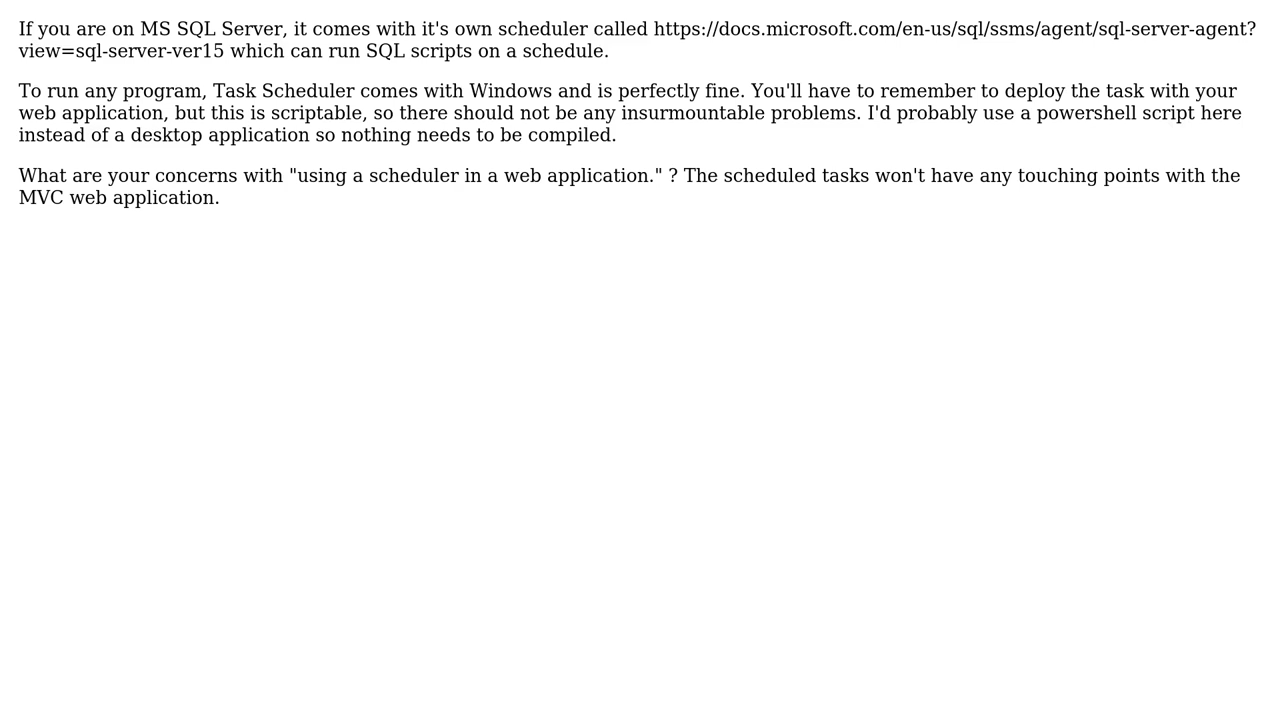 If you are on MS SQL Server, it comes with it's own scheduler called https://docs.microsoft.com/en-us/sql/ssms/agent/sql-server-agent?
view=sql-server-ver15 which can run SQL scripts on a schedule.
To run any program, Task Scheduler comes with Windows and is perfectly fine. You'll have to remember to deploy the task with your
web application, but this is scriptable, so there should not be any insurmountable problems. I'd probably use a powershell script here
instead of a desktop application so nothing needs to be compiled.
What are your concerns with "using a scheduler in a web application." ? The scheduled tasks won't have any touching points with the
MVC web application.